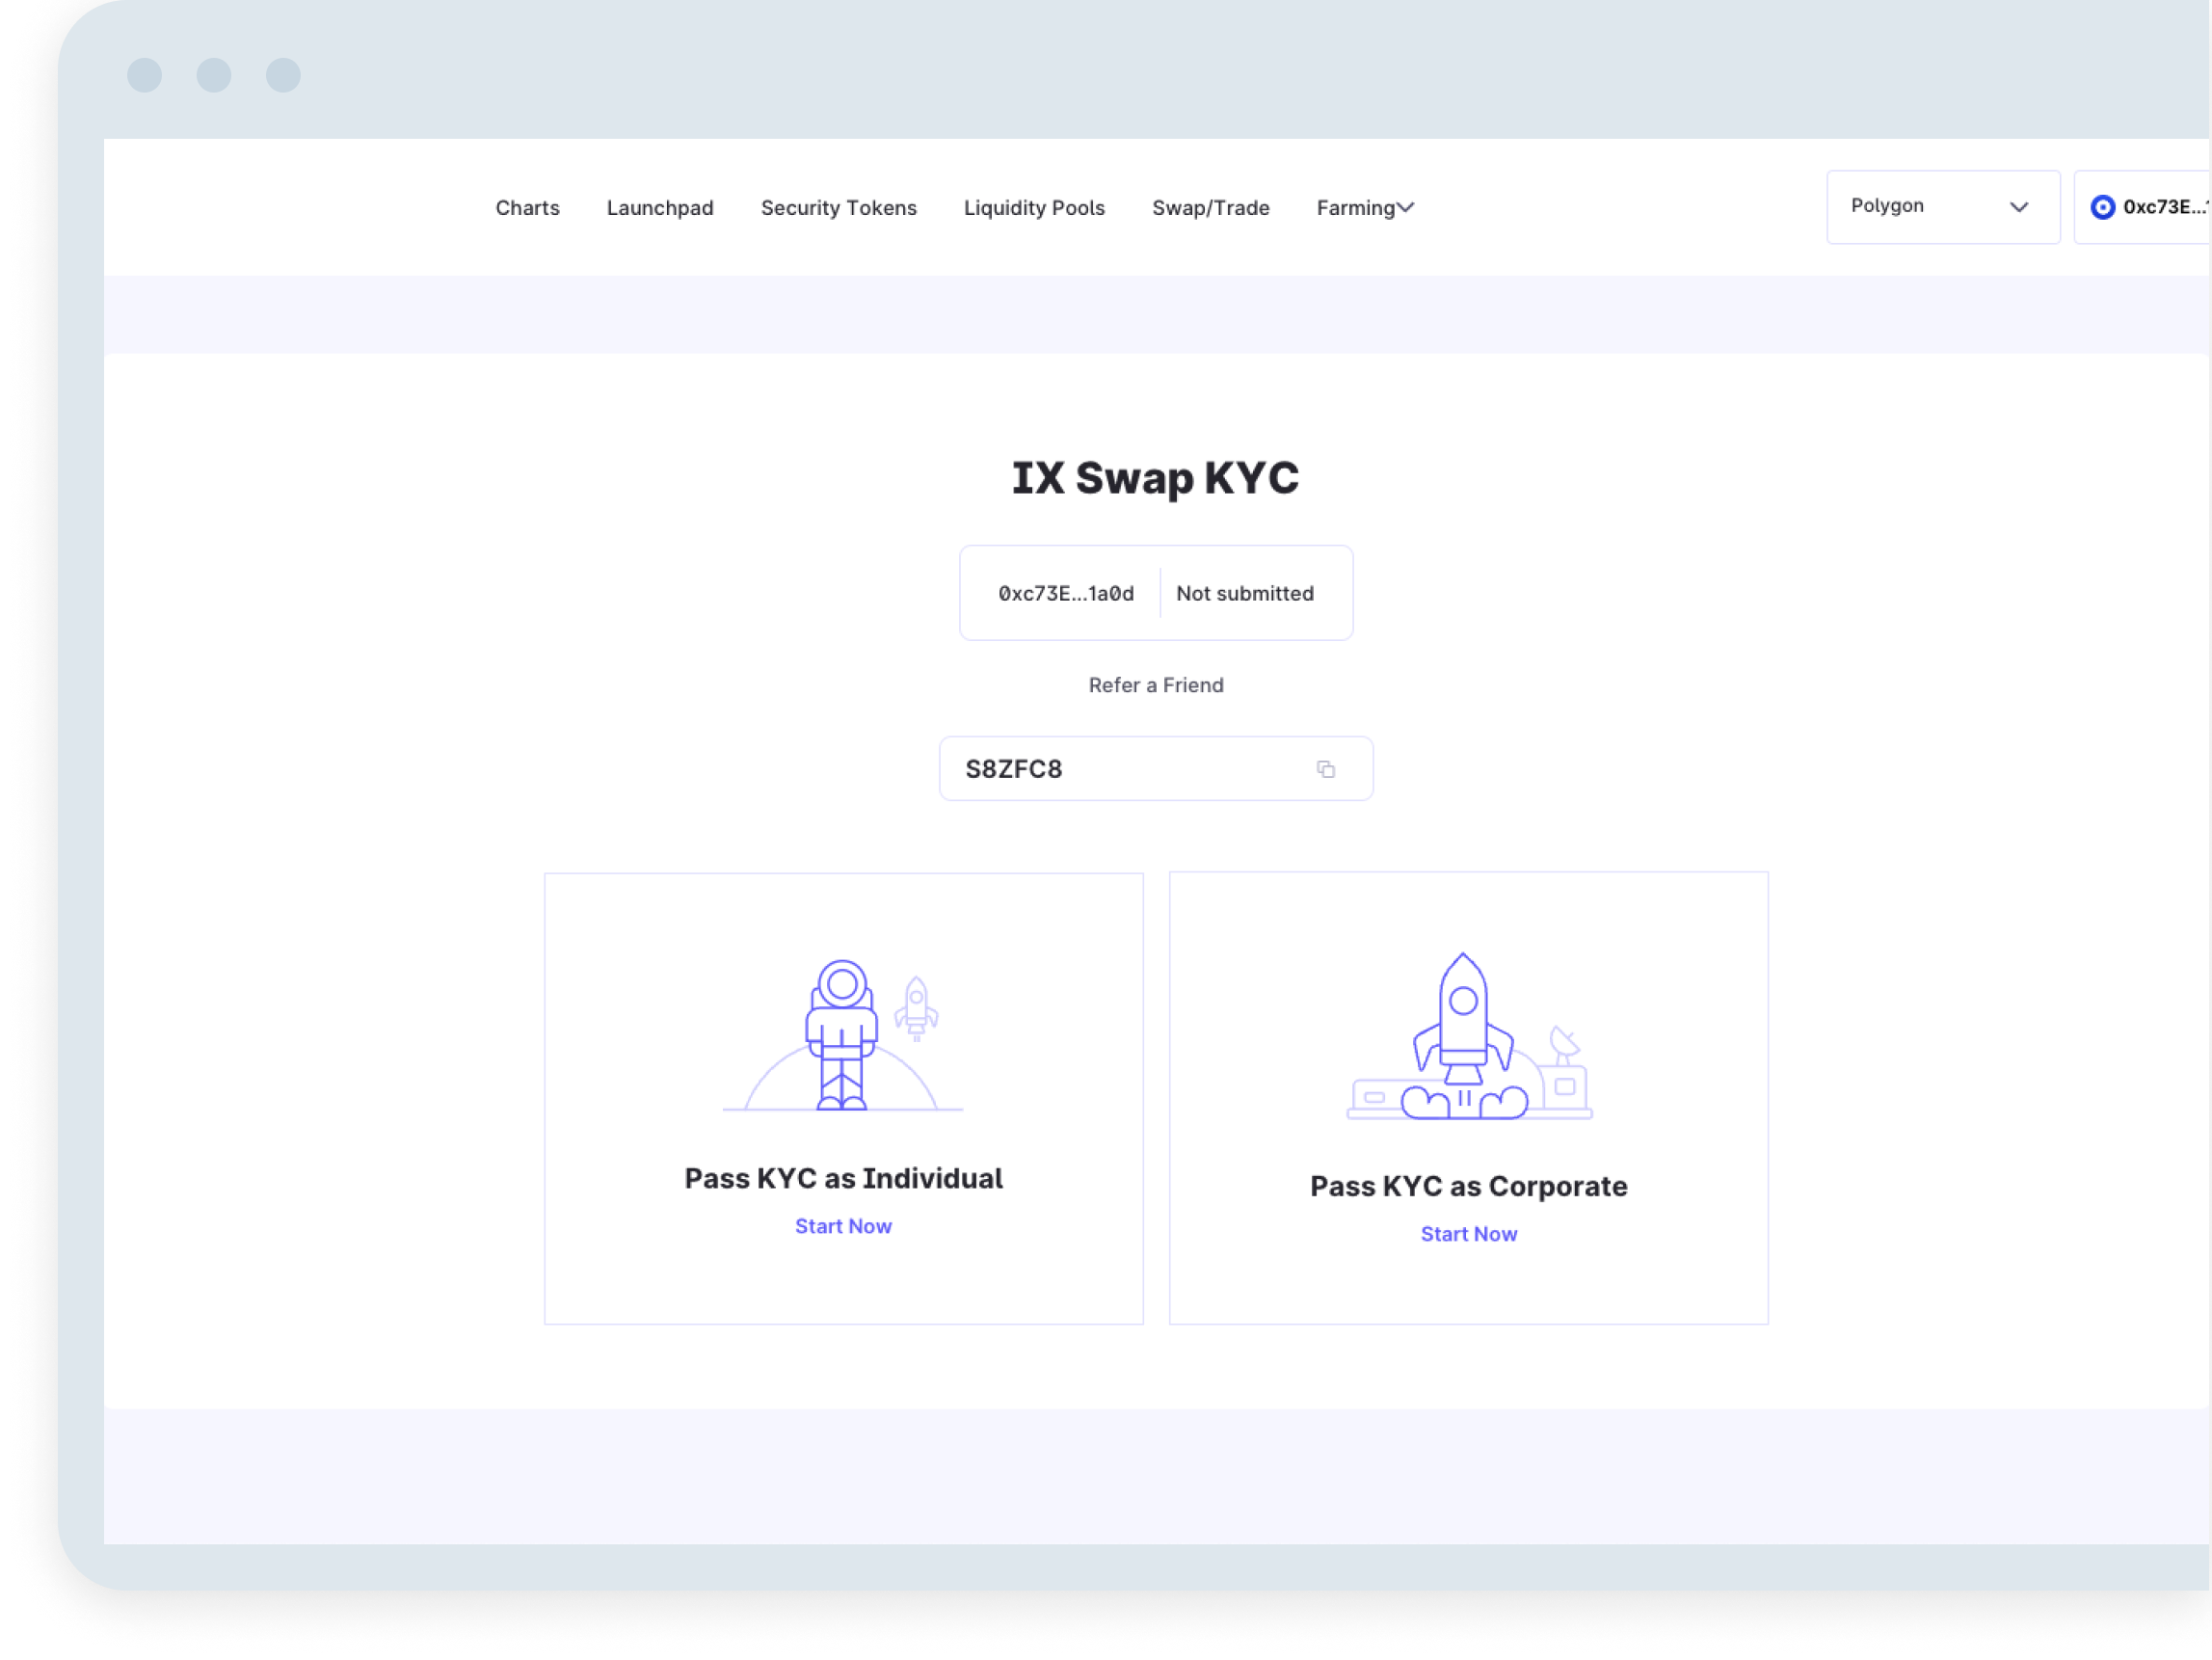 Charts Launchpad Security Tokens Liquidity Pools Swap/Trade Farming Polygon 0xc73E...
IX Swap KYC
0xc73E...1a0d Not submitted
Refer a Friend
S8ZFC8
Pass KYC as Individual
Start Now
Pass KYC as Corporate
Start Now